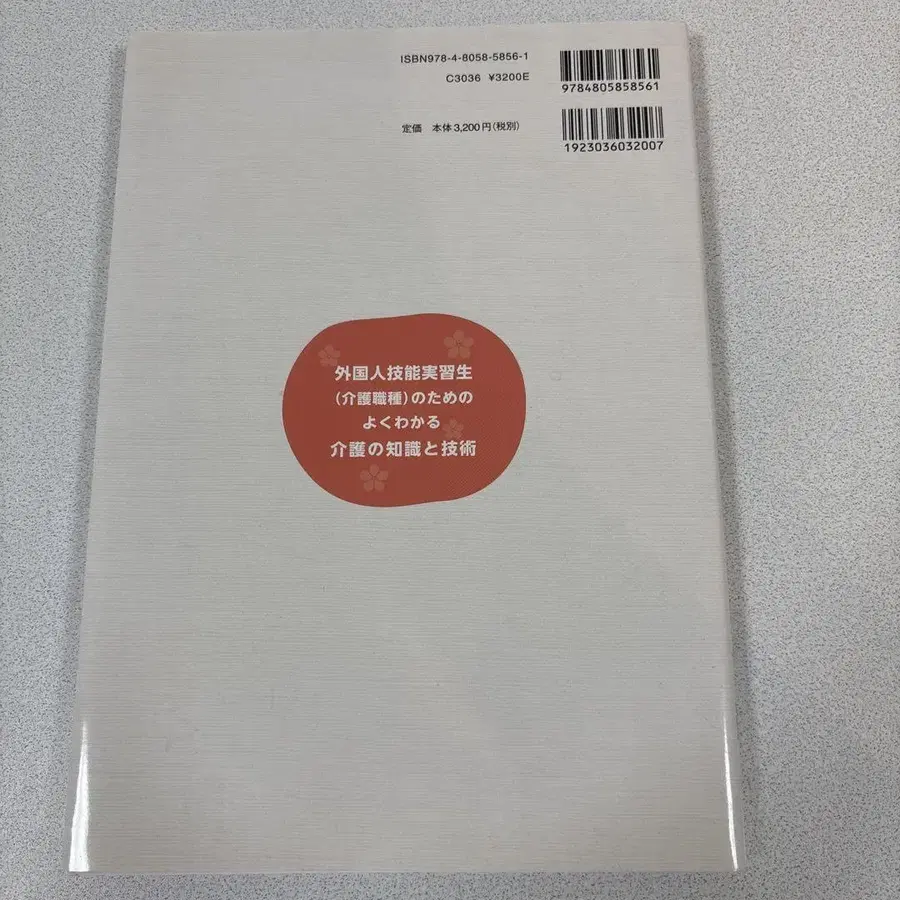 ISBN978-4-8058-5856-1
C3036 ¥3200E
9784805858561
定価 本体3,200円(税別)
1923036032007
外国人技能実習生
(介護職種)のための
よくわかる
介護の知識と技術